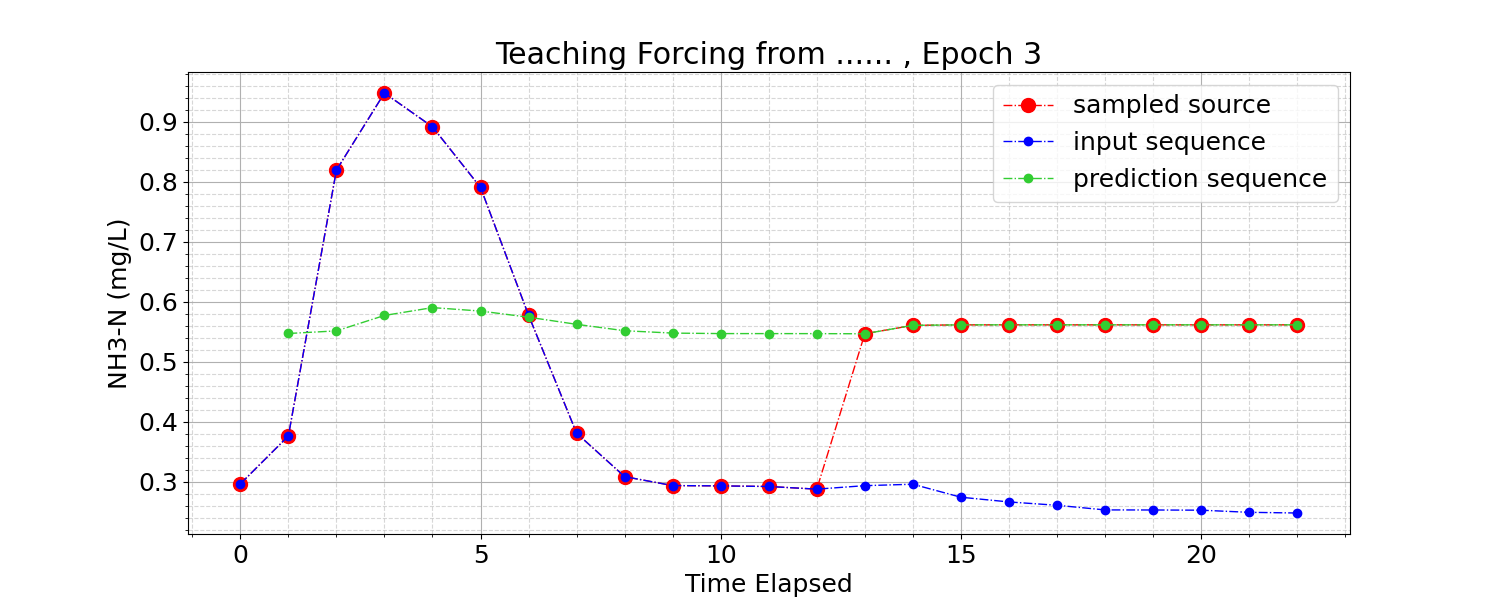 Teaching Forcing from ...... , Epoch 3
sampled source
input sequence
prediction sequence
NH3-N (mg/L)
0.9
0.8
0.7
0.6
0.5
0.4
0.3
0 5 10 15 20
Time Elapsed